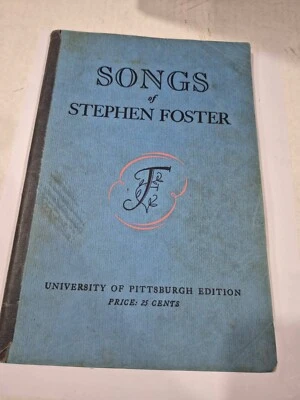 SONGS
of
STEPHEN FOSTER
F
UNIVERSITY OF PITTSBURGH EDITION
PRICE: 25 CENTS